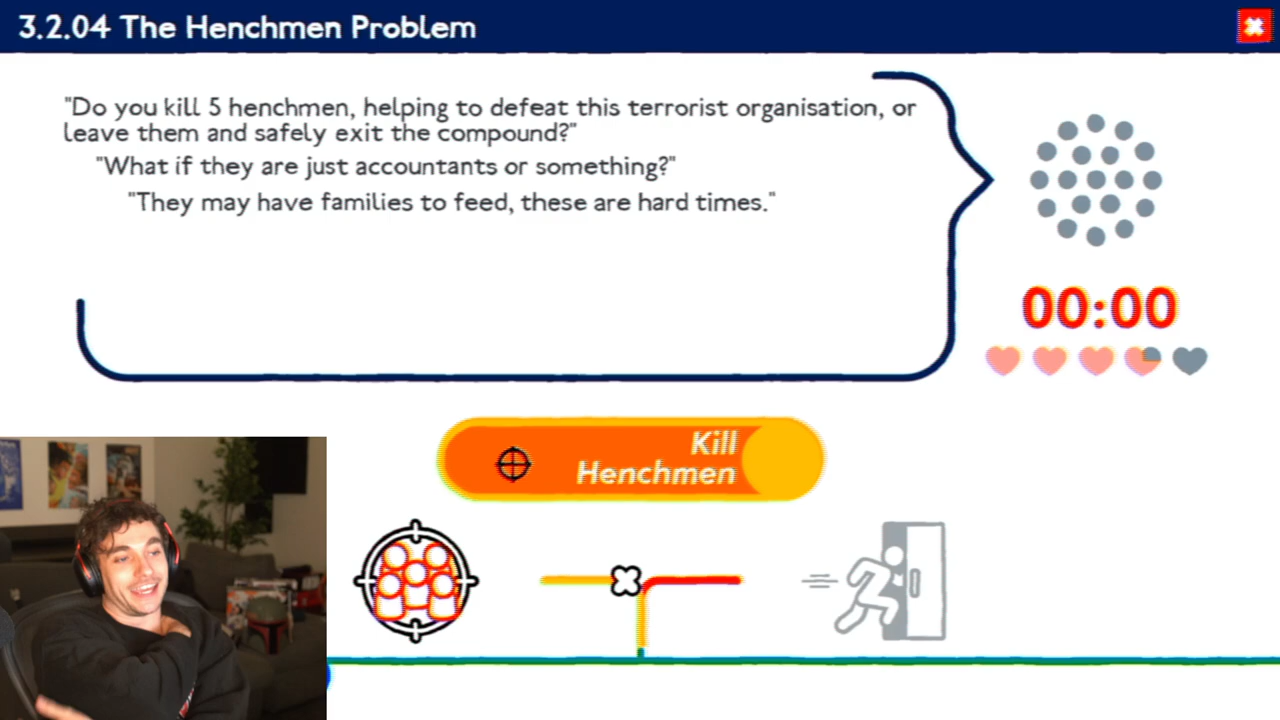 3.2.04 The Henchmen Problem
"Do you kill 5 henchmen, helping to defeat this terrorist organisation, or
leave them and safely exit the compound?"
"What if they are just accountants or something?"
"They may have families to feed, these are hard times."
00:00
Kill
Henchmen